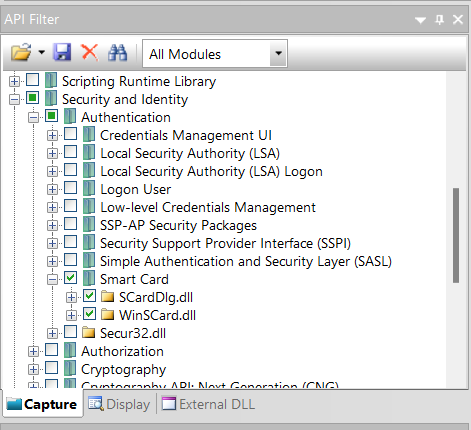 API Filter
All Modules
Scripting Runtime Library
Security and Identity
Authentication
Credentials Management UI
Local Security Authority (LSA)
Local Security Authority (LSA) Logon
Logon User
Low-level Credentials Management
SSP-AP Security Packages
Security Support Provider Interface (SSPI)
Simple Authentication and Security Layer (SASL)
Smart Card
SCardDlg.dll
WinSCard.dll
Secur32.dll
Authorization
Cryptography
Cryptography API: Next Generation (CNG)
Capture Display External DLL